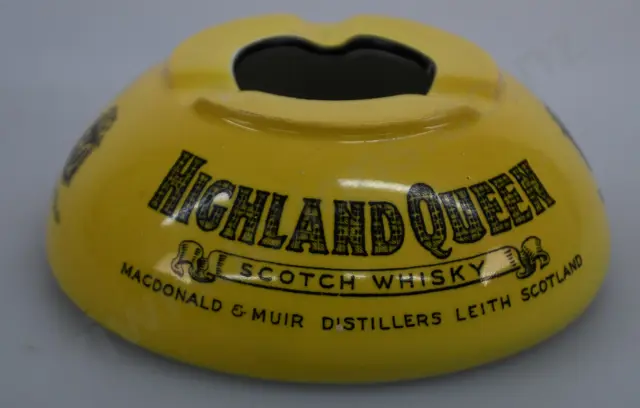 HIGHLAND QUEEN
SCOTCH WHISKY
MACDONALD & MUIR DISTILLERS LEITH SCOTLAND